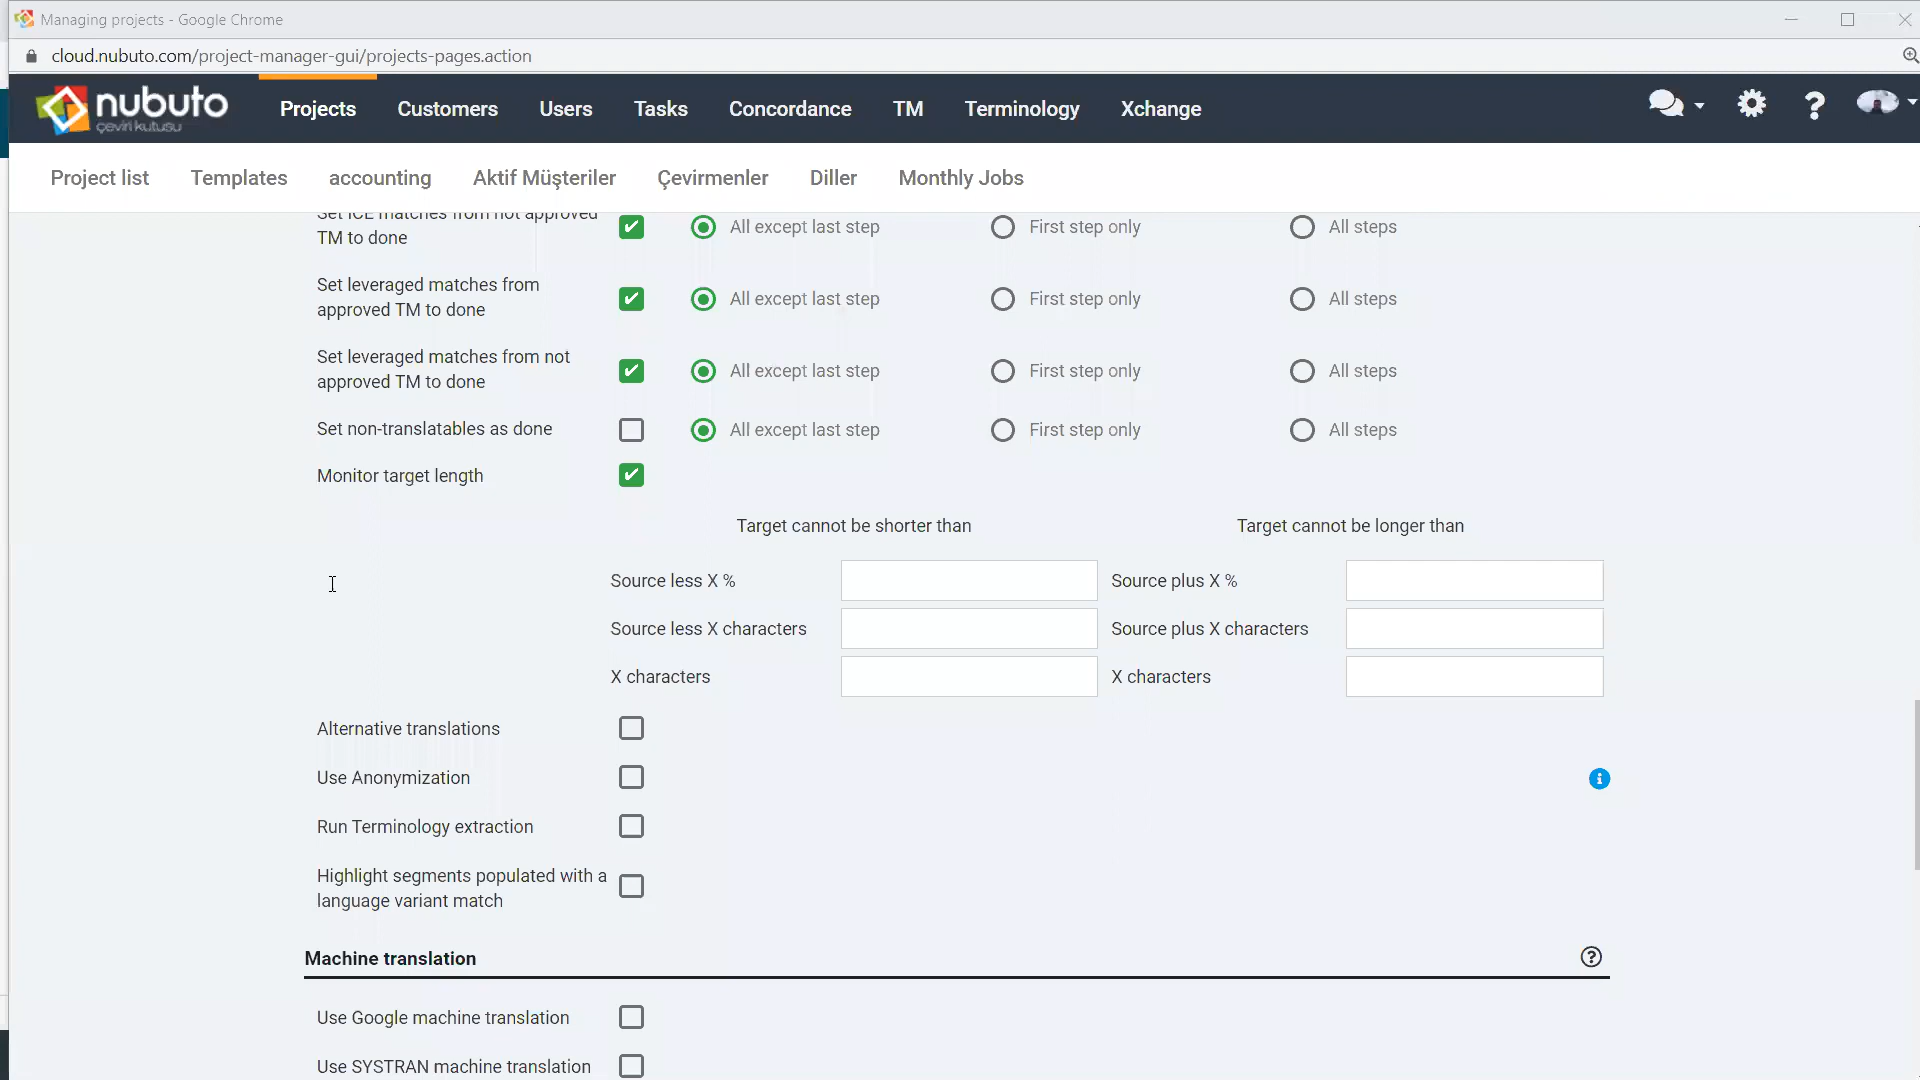 Managing projects - Google Chrome
cloud.nubuto.com/project-manager-gui/projects-pages.action
nubuto
çeviri kutusu
Projects Customers Users Tasks Concordance TM Terminology Xchange
Project list Templates accounting Aktif Müşteriler Çevirmenler Diller Monthly Jobs
Set ICE matches from not approved
TM to done
All except last step First step only All steps
Set leveraged matches from
approved TM to done
All except last step First step only All steps
Set leveraged matches from not
approved TM to done
All except last step First step only All steps
Set non-translatables as done
All except last step First step only All steps
Monitor target length
Target cannot be shorter than Target cannot be longer than
Source less X % Source plus X %
Source less X characters Source plus X characters
X characters X characters
Alternative translations
Use Anonymization
Run Terminology extraction
Highlight segments populated with a
language variant match
Machine translation
Use Google machine translation
Use SYSTRAN machine translation